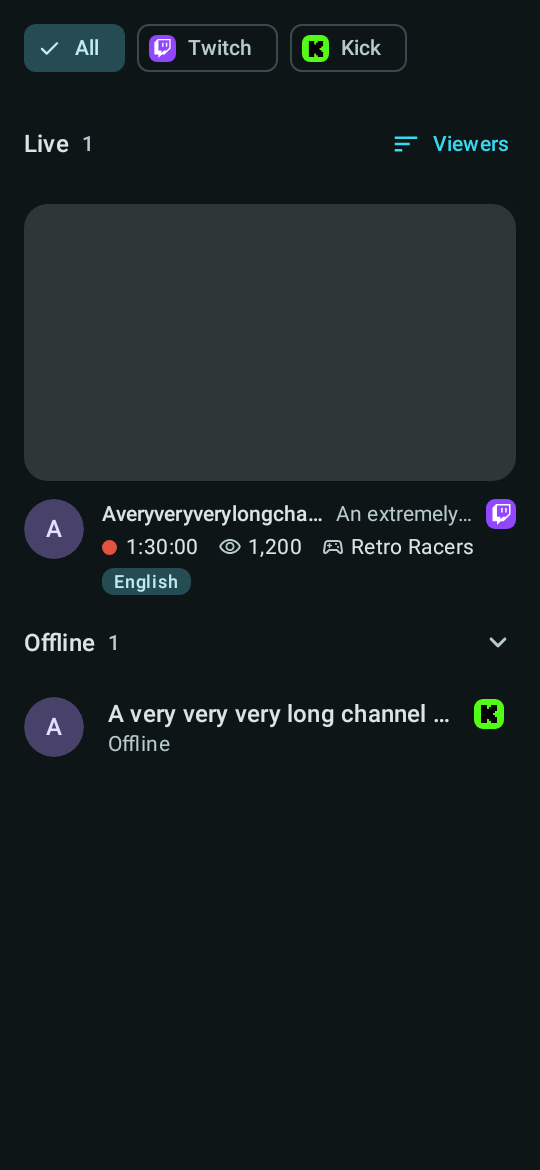 All Twitch Kick
Live 1 Viewers
A Averyveryverylongcha... An extremely...
1:30:00 1,200 Retro Racers
English
Offline 1
A A very very very long channel ...
Offline